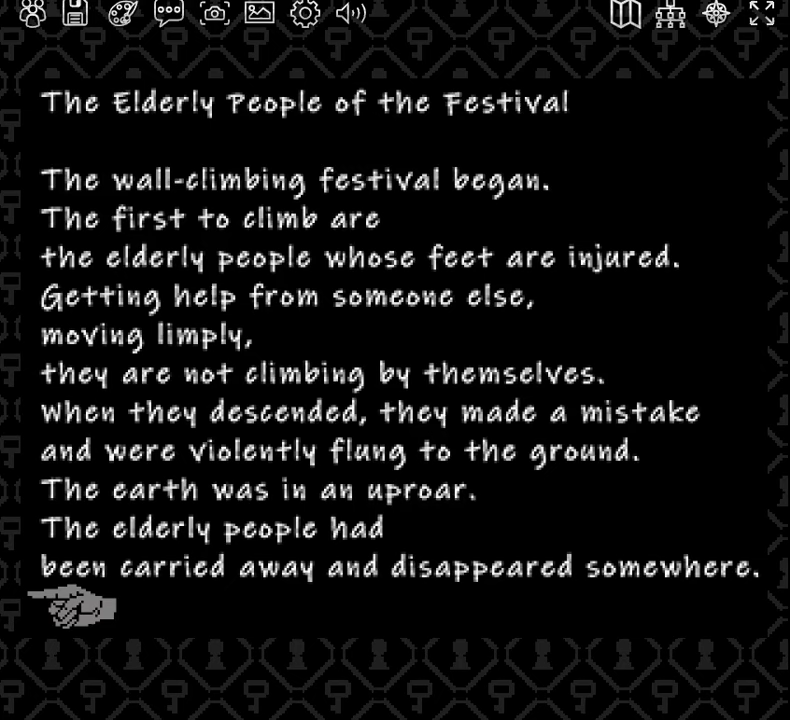 The Elderly People of the Festival
The wall-climbing festival began.
The first to climb are
the elderly people whose feet are injured.
Getting help from someone else,
moving limply,
they are not climbing by themselves.
When they descended, they made a mistake
and were violently flung to the ground.
The earth was in an uproar.
The elderly people had
been carried away and disappeared somewhere.